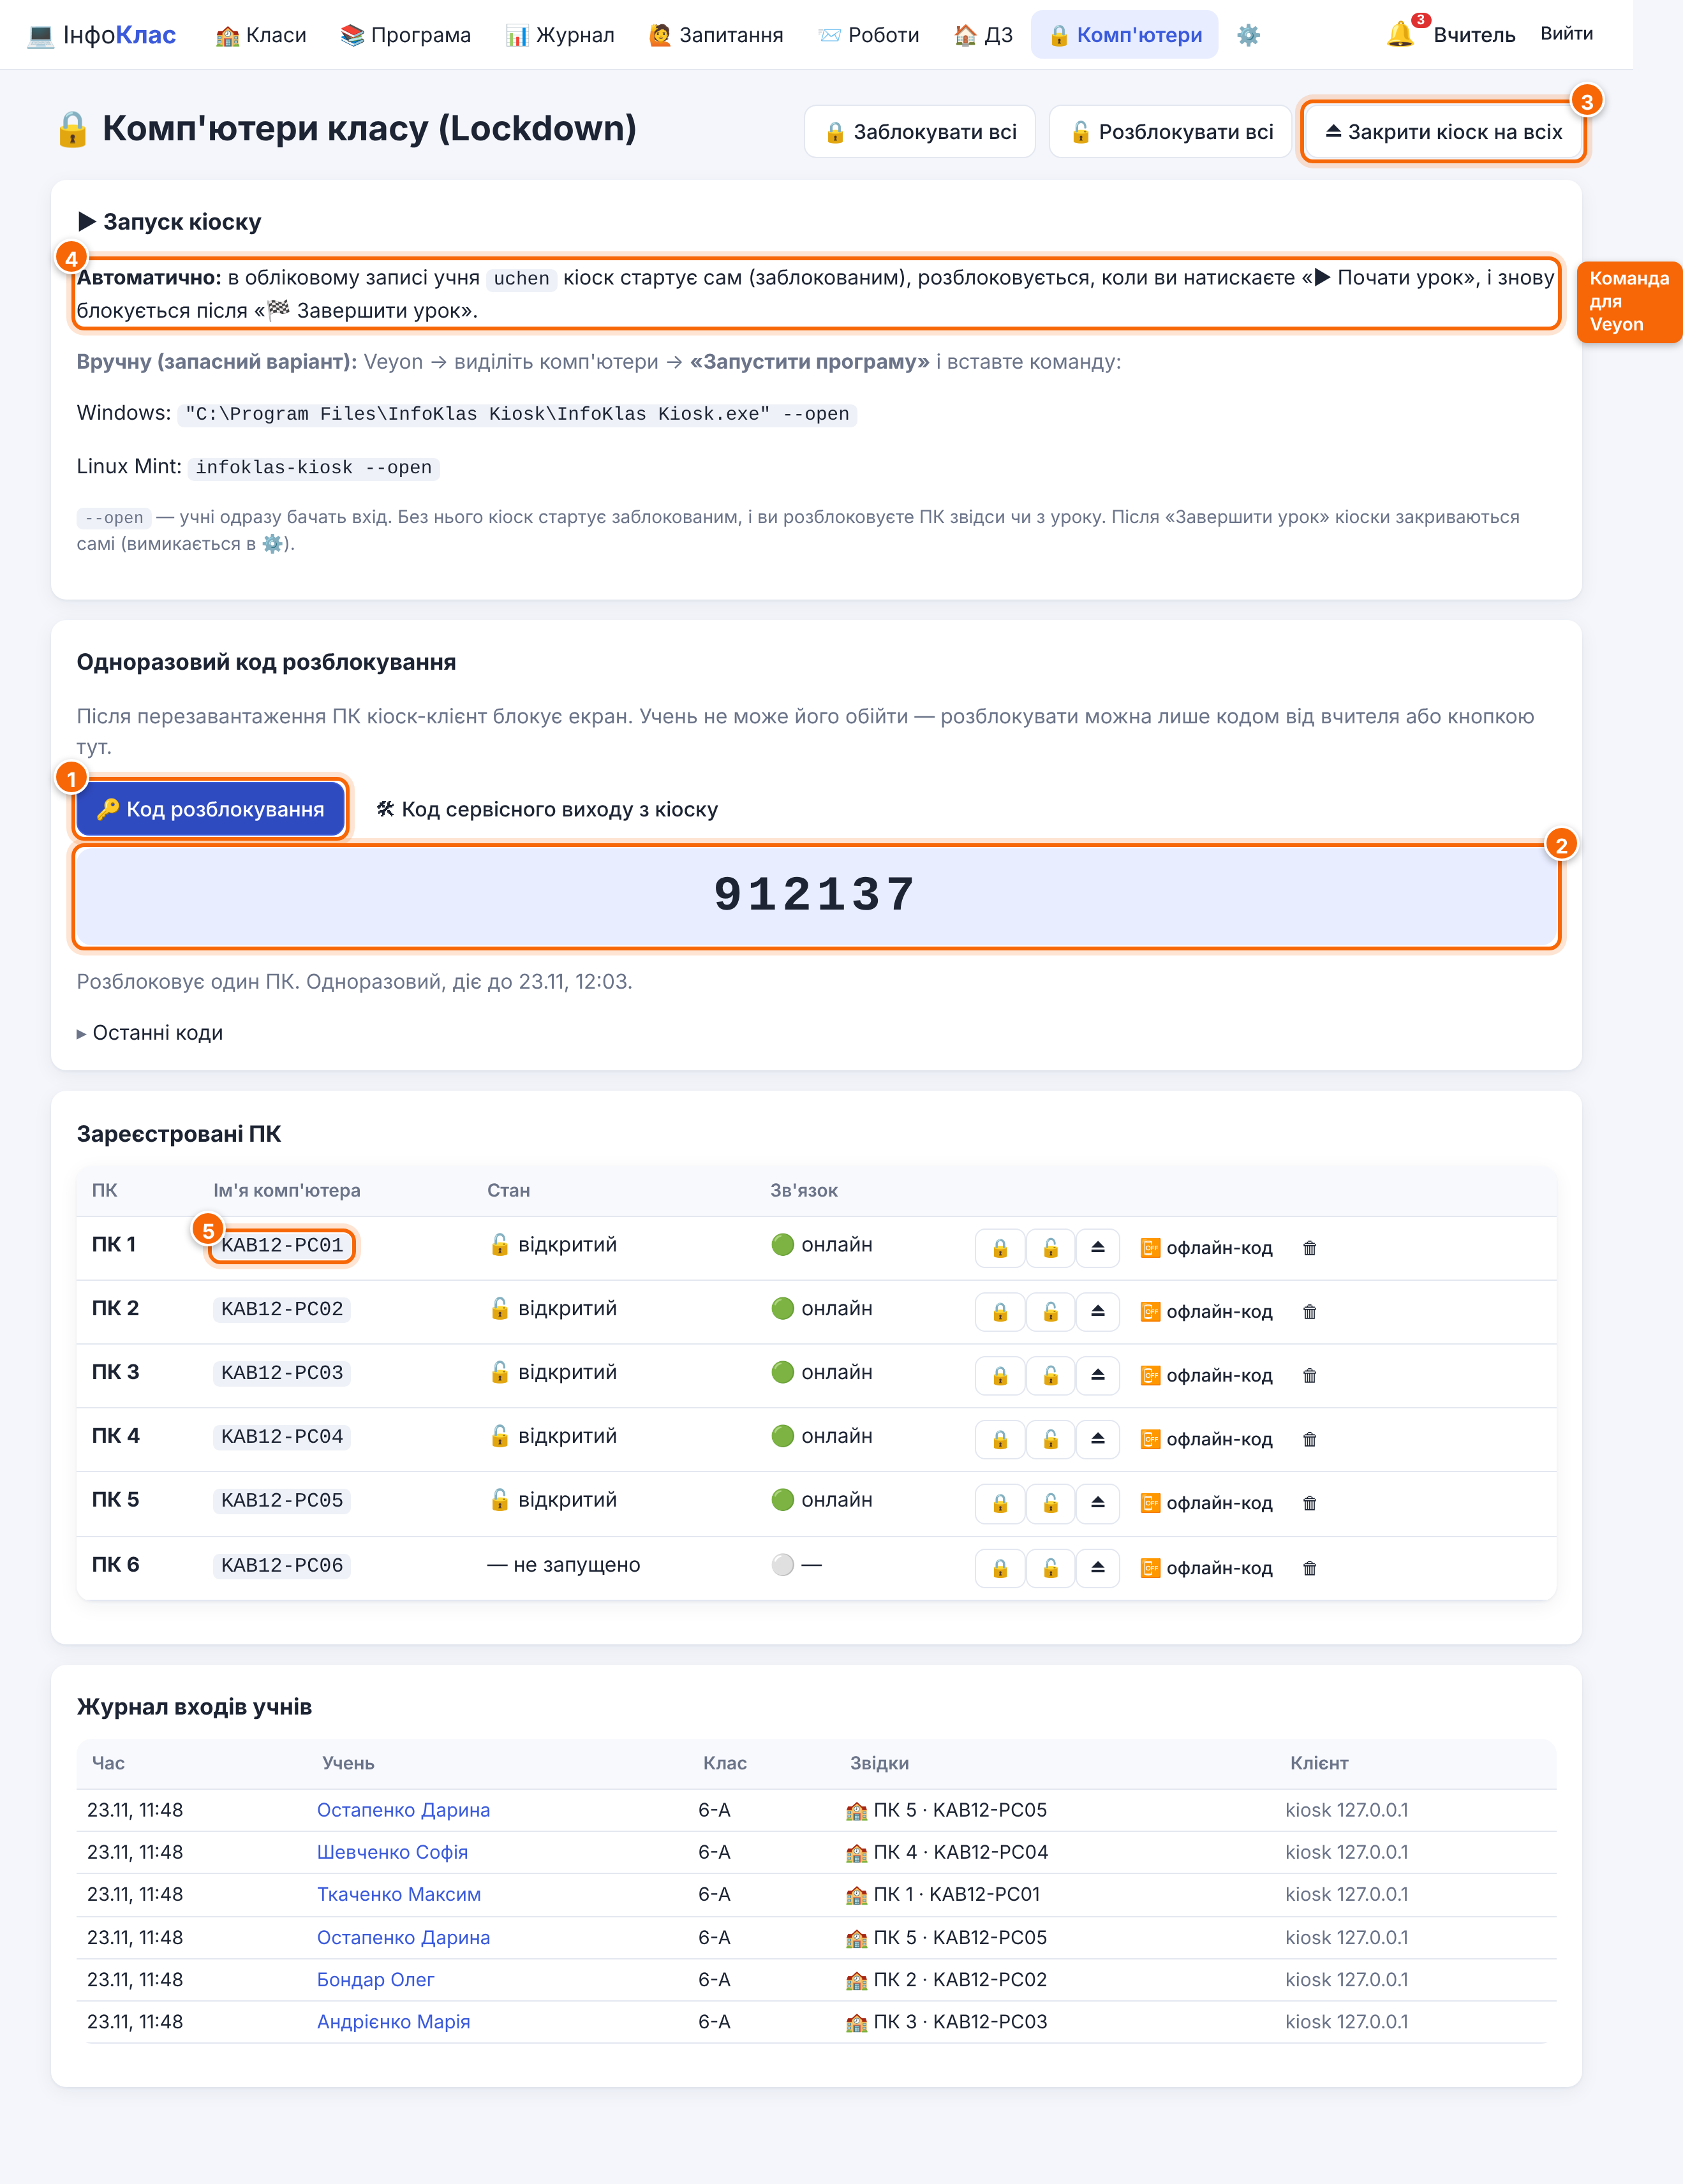 💻 ІнфоКлас 🏫 Класи 📚 Програма 📊 Журнал 🙋 Запитання 📨 Роботи 🏠 ДЗ 🔒 Комп'ютери ⚙️ 🔔 3 Вчитель Вийти
🔒 Комп'ютери класу (Lockdown) 🔒 Заблокувати всі 🔓 Розблокувати всі ⏏ Закрити кіоск на всіх 3
▶ Запуск кіоску
4
Автоматично: в обліковому записі учня uchen кіоск стартує сам (заблокованим), розблоковується, коли ви натискаєте «▶ Почати урок», і знову
блокується після «🏁 Завершити урок».
Команда
для
Veyon
Вручну (запасний варіант): Veyon → виділіть комп'ютери → «Запустити програму» і вставте команду:
Windows: "C:\Program Files\InfoKlas Kiosk\InfoKlas Kiosk.exe" --open
Linux Mint: infoklas-kiosk --open
--open — учні одразу бачать вхід. Без нього кіоск стартує заблокованим, і ви розблоковуєте ПК звідси чи з уроку. Після «Завершити урок» кіоски закриваються
самі (вимикається в ⚙️).
Одноразовий код розблокування
Після перезавантаження ПК кіоск-клієнт блокує екран. Учень не може його обійти — розблокувати можна лише кодом від вчителя або кнопкою
тут.
1
🔑 Код розблокування 🛠 Код сервісного виходу з кіоску
2
912137
Розблоковує один ПК. Одноразовий, діє до 23.11, 12:03.
▸ Останні коди
Зареєстровані ПК
ПК Ім'я комп'ютера Стан Зв'язок
5
ПК 1 KAB12-PC01 🔓 відкритий 🟢 онлайн 🔒 🔓 ⏏ 📴 офлайн-код 🗑
ПК 2 KAB12-PC02 🔓 відкритий 🟢 онлайн 🔒 🔓 ⏏ 📴 офлайн-код 🗑
ПК 3 KAB12-PC03 🔓 відкритий 🟢 онлайн 🔒 🔓 ⏏ 📴 офлайн-код 🗑
ПК 4 KAB12-PC04 🔓 відкритий 🟢 онлайн 🔒 🔓 ⏏ 📴 офлайн-код 🗑
ПК 5 KAB12-PC05 🔓 відкритий 🟢 онлайн 🔒 🔓 ⏏ 📴 офлайн-код 🗑
ПК 6 KAB12-PC06 — не запущено ⚪ — 🔒 🔓 ⏏ 📴 офлайн-код 🗑
Журнал входів учнів
Час Учень Клас Звідки Клієнт
23.11, 11:48 Остапенко Дарина 6-А 🏫 ПК 5 · KAB12-PC05 kiosk 127.0.0.1
23.11, 11:48 Шевченко Софія 6-А 🏫 ПК 4 · KAB12-PC04 kiosk 127.0.0.1
23.11, 11:48 Ткаченко Максим 6-А 🏫 ПК 1 · KAB12-PC01 kiosk 127.0.0.1
23.11, 11:48 Остапенко Дарина 6-А 🏫 ПК 5 · KAB12-PC05 kiosk 127.0.0.1
23.11, 11:48 Бондар Олег 6-А 🏫 ПК 2 · KAB12-PC02 kiosk 127.0.0.1
23.11, 11:48 Андрієнко Марія 6-А 🏫 ПК 3 · KAB12-PC03 kiosk 127.0.0.1